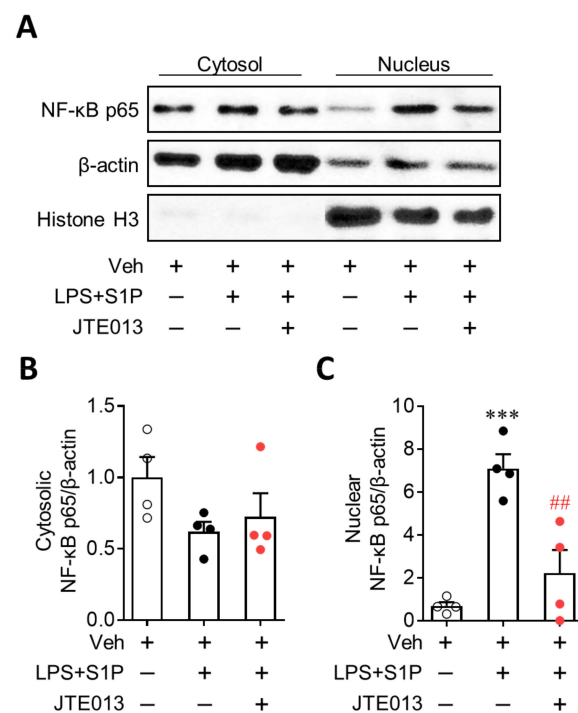 A
Cytosol Nucleus
NF-κB p65
β-actin
Histone H3
Veh + + + + + +
LPS+S1P − + + − + +
JTE013 − − + − − +
B
Cytosolic
NF-κB p65/β-actin
1.5
1.0
0.5
0.0
Veh + + +
LPS+S1P − + +
JTE013 − − +
C
Nuclear
NF-κB p65/β-actin
10
8
6
4
2
0
***
##
Veh + + +
LPS+S1P − + +
JTE013 − − +